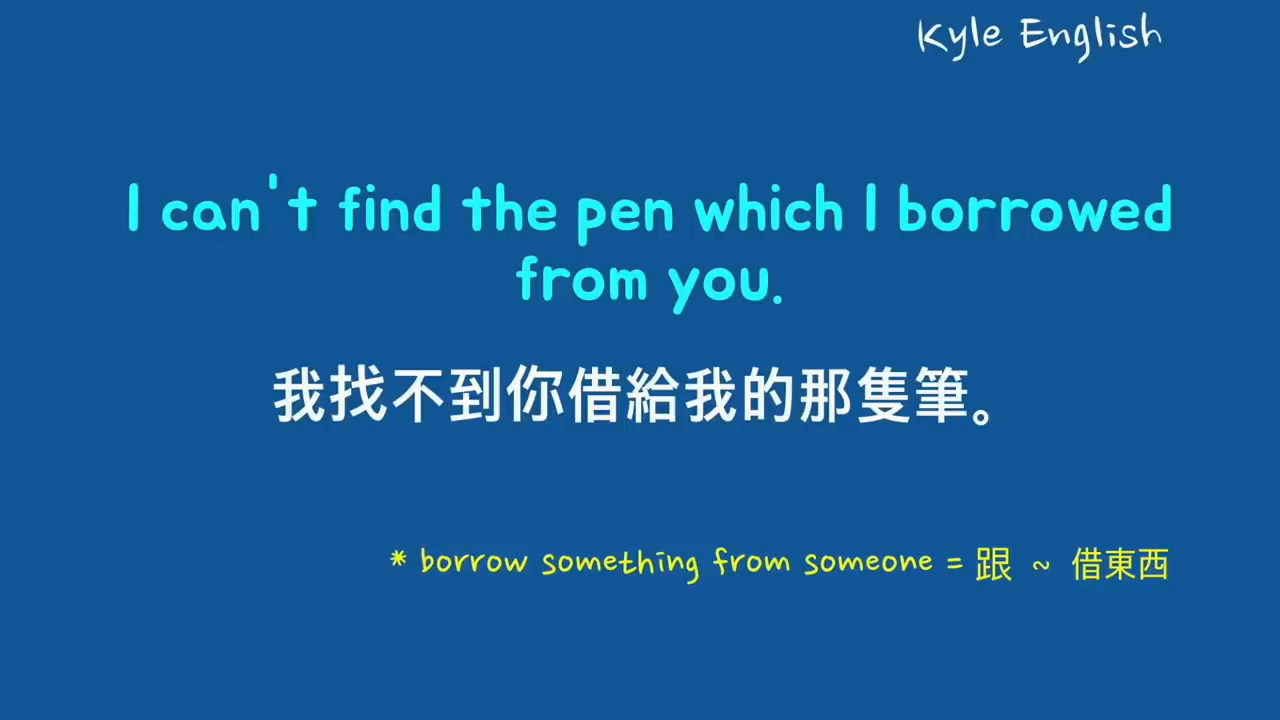 Kyle English
I can't find the pen which I borrowed
from you.
我找不到你借給我的那隻筆。
* borrow something from someone = 跟 ~ 借東西